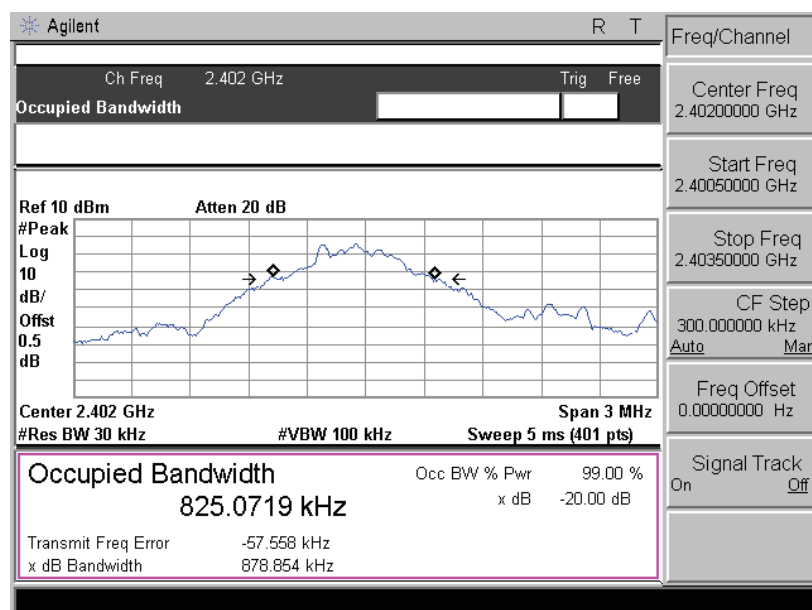 Agilent R T
Ch Freq 2.402 GHz Trig Free
Occupied Bandwidth
Ref 10 dBm Atten 20 dB
#Peak
Log
10
dB/
Offst
0.5
dB
Center 2.402 GHz Span 3 MHz
#Res BW 30 kHz #VBW 100 kHz Sweep 5 ms (401 pts)
Occupied Bandwidth Occ BW % Pwr 99.00 %
825.0719 kHz x dB -20.00 dB
Transmit Freq Error -57.558 kHz
x dB Bandwidth 878.854 kHz
Freq/Channel
Center Freq
2.40200000 GHz
Start Freq
2.40050000 GHz
Stop Freq
2.40350000 GHz
CF Step
300.000000 kHz
Auto Man
Freq Offset
0.00000000 Hz
Signal Track
On Off